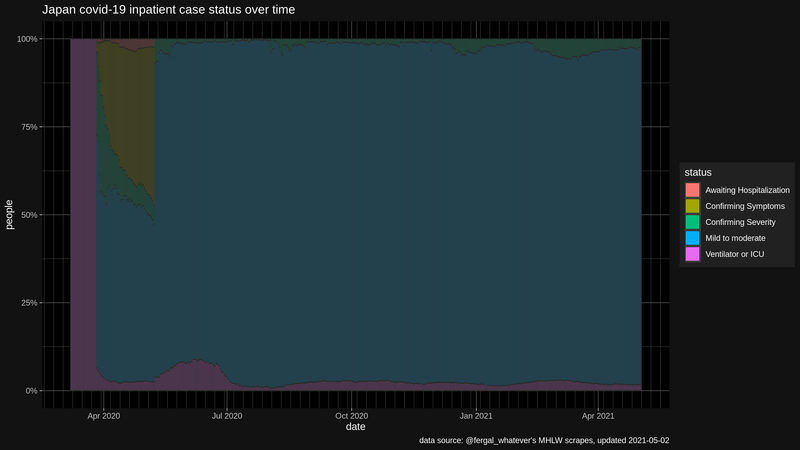 Japan covid-19 inpatient case status over time
100%
75%
50%
25%
0%
people
Apr 2020
Jul 2020
Oct 2020
Jan 2021
Apr 2021
date
status
Awaiting Hospitalization
Confirming Symptoms
Confirming Severity
Mild to moderate
Ventilator or ICU
data source: @fergal_whatever's MHLW scrapes, updated 2021-05-02